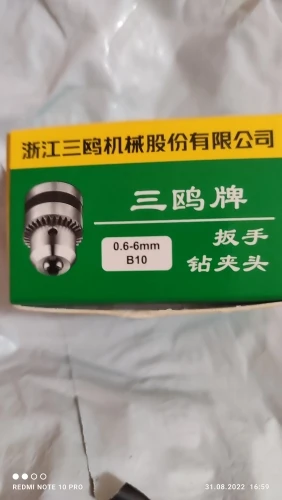 浙江三鸥机械股份有限公司
三鸥牌
0.6-6mm
B10
扳手
钻夹头
REDMI NOTE 10 PRO
31.08.2022 16:53